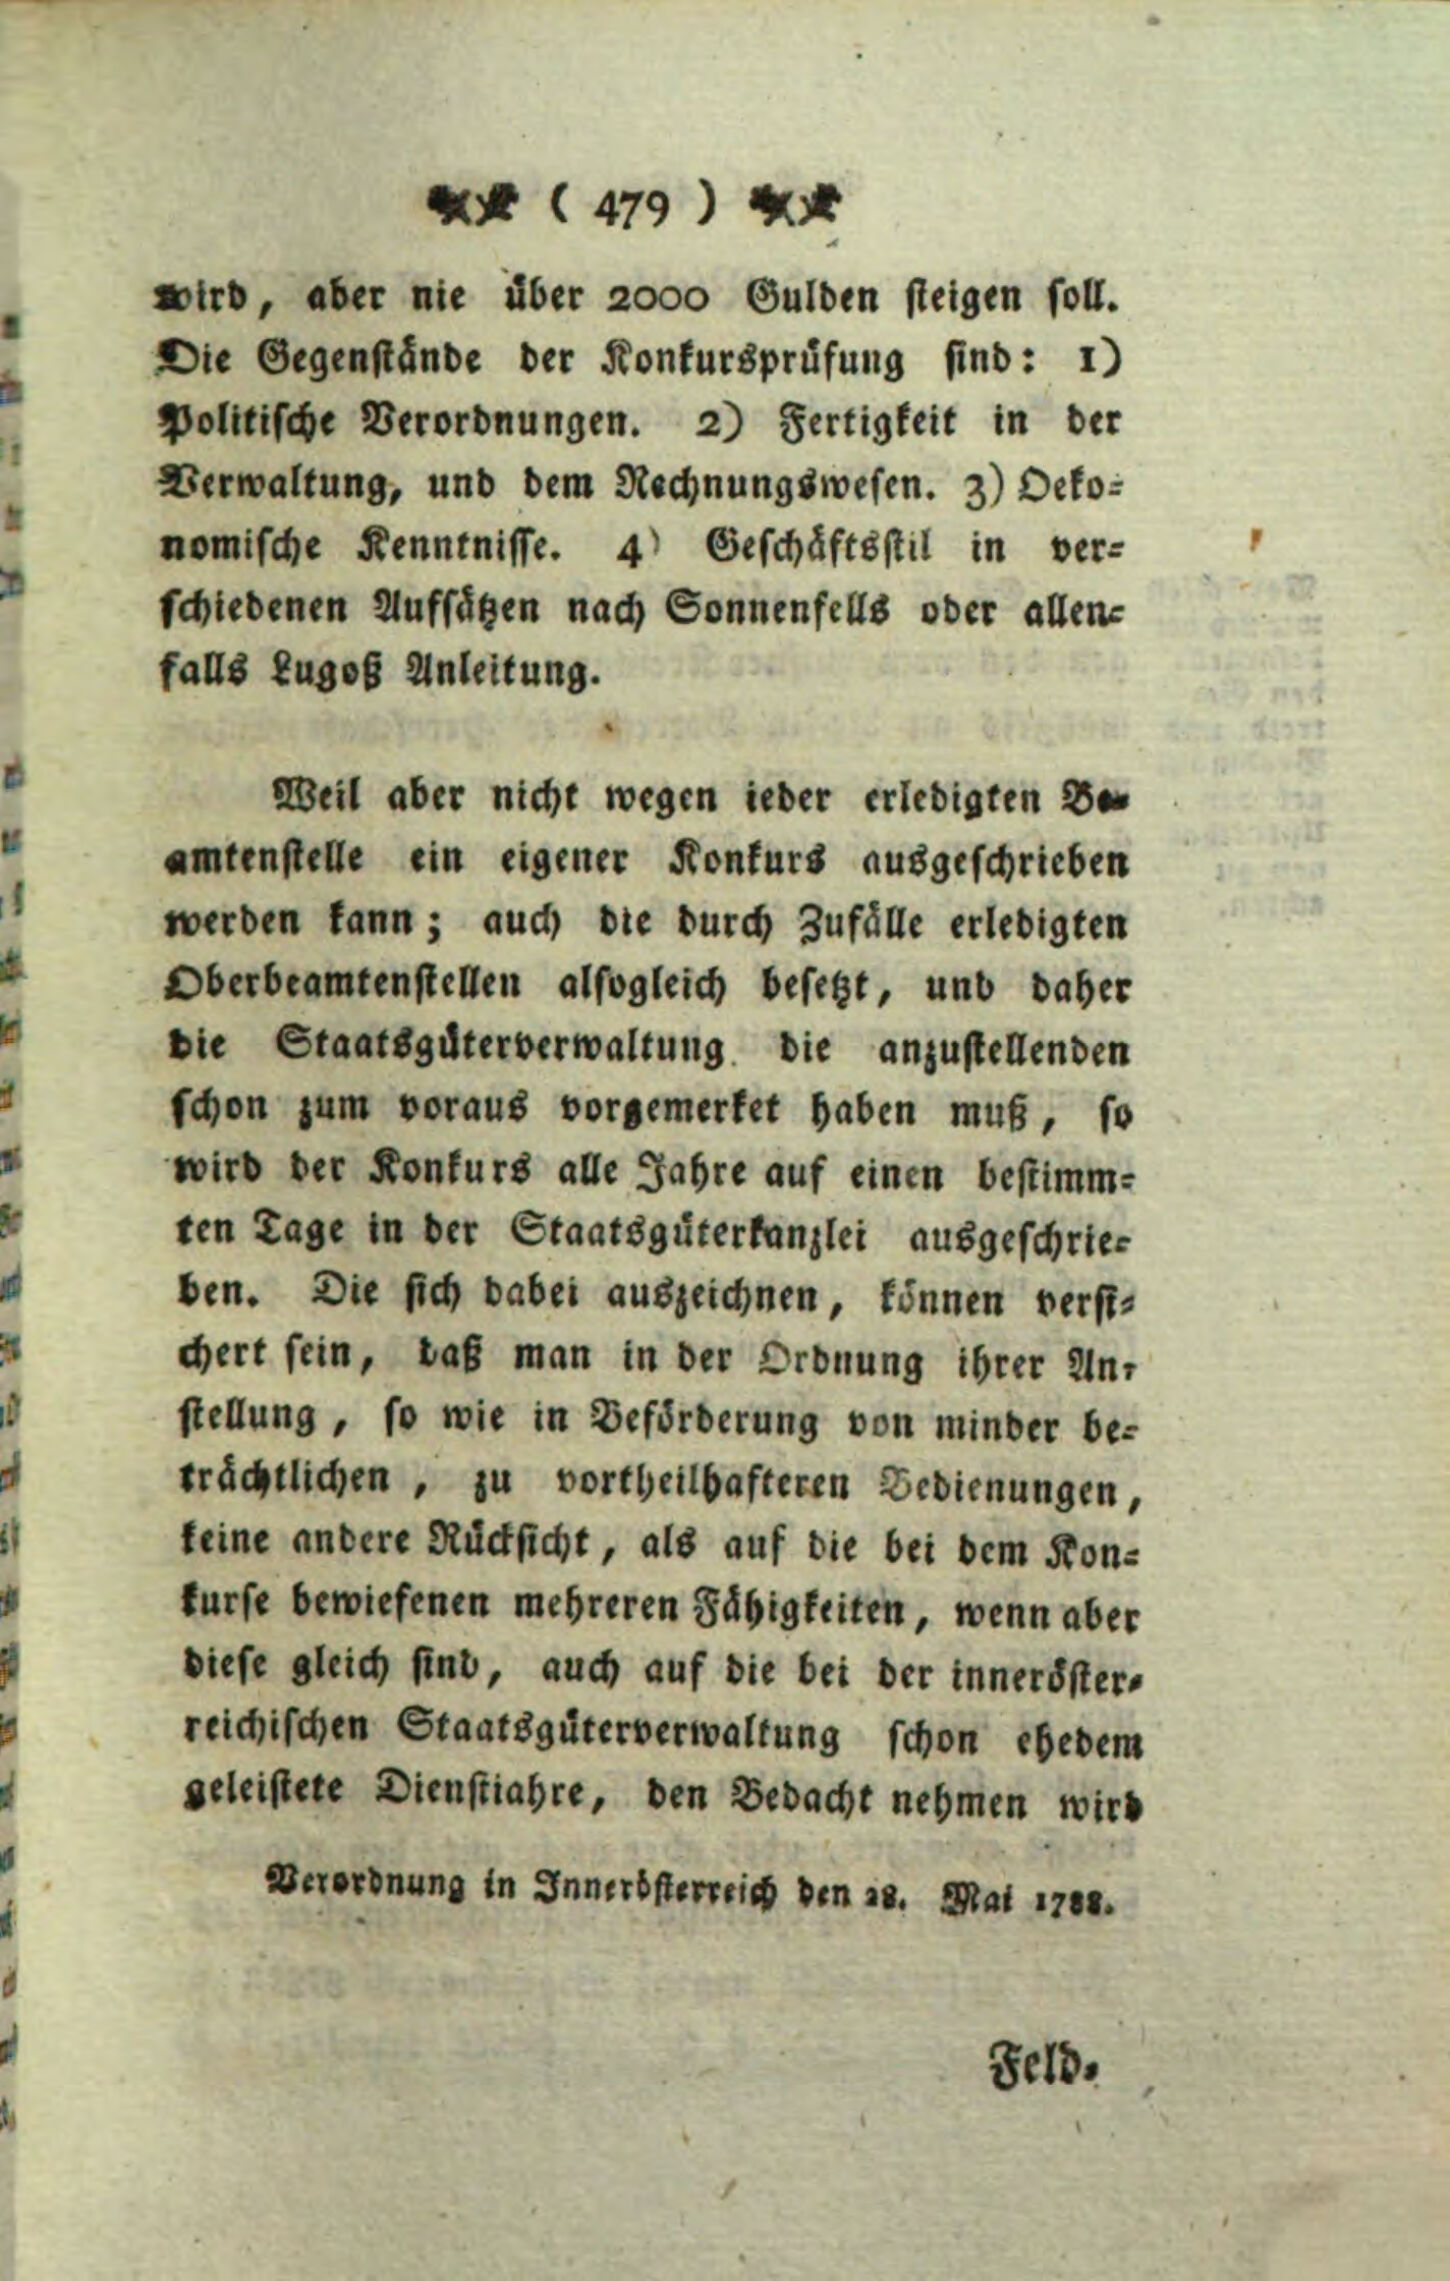 ( 479 )
wird, aber nie über 2000 Gulden steigen soll.
Die Gegenstände der Konkursprüfung sind: 1)
Politische Verordnungen. 2) Fertigkeit in der
Verwaltung, und dem Rechnungswesen. 3) Oeko-
nomische Kenntnisse. 4) Geschäftsstil in ver-
schiedenen Aufsätzen nach Sonnenfells oder allen-
falls Lugoß Anleitung.
Weil aber nicht wegen ieder erledigten Be-
amtenstelle ein eigener Konkurs ausgeschrieben
werden kann; auch die durch Zufälle erledigten
Oberbeamtenstellen alsogleich besetzt, und daher
die Staatsgüterverwaltung die anzustellenden
schon zum voraus vorgemerket haben muß, so
wird der Konkurs alle Jahre auf einen bestimm-
ten Tage in der Staatsgüterkanzlei ausgeschrie-
ben. Die sich dabei auszeichnen, können versi-
chert sein, daß man in der Ordnung ihrer An-
stellung, so wie in Beförderung von minder be-
trächtlichen, zu vortheilhafteren Bedienungen,
keine andere Rücksicht, als auf die bei dem Kon-
kurse bewiesenen mehreren Fähigkeiten, wenn aber
diese gleich sind, auch auf die bei der inneröster-
reichischen Staatsgüterverwaltung schon ehedem
geleistete Dienstiahre, den Bedacht nehmen wird
Verordnung in Innerösterreich den 28. Mai 1788.
Feld-